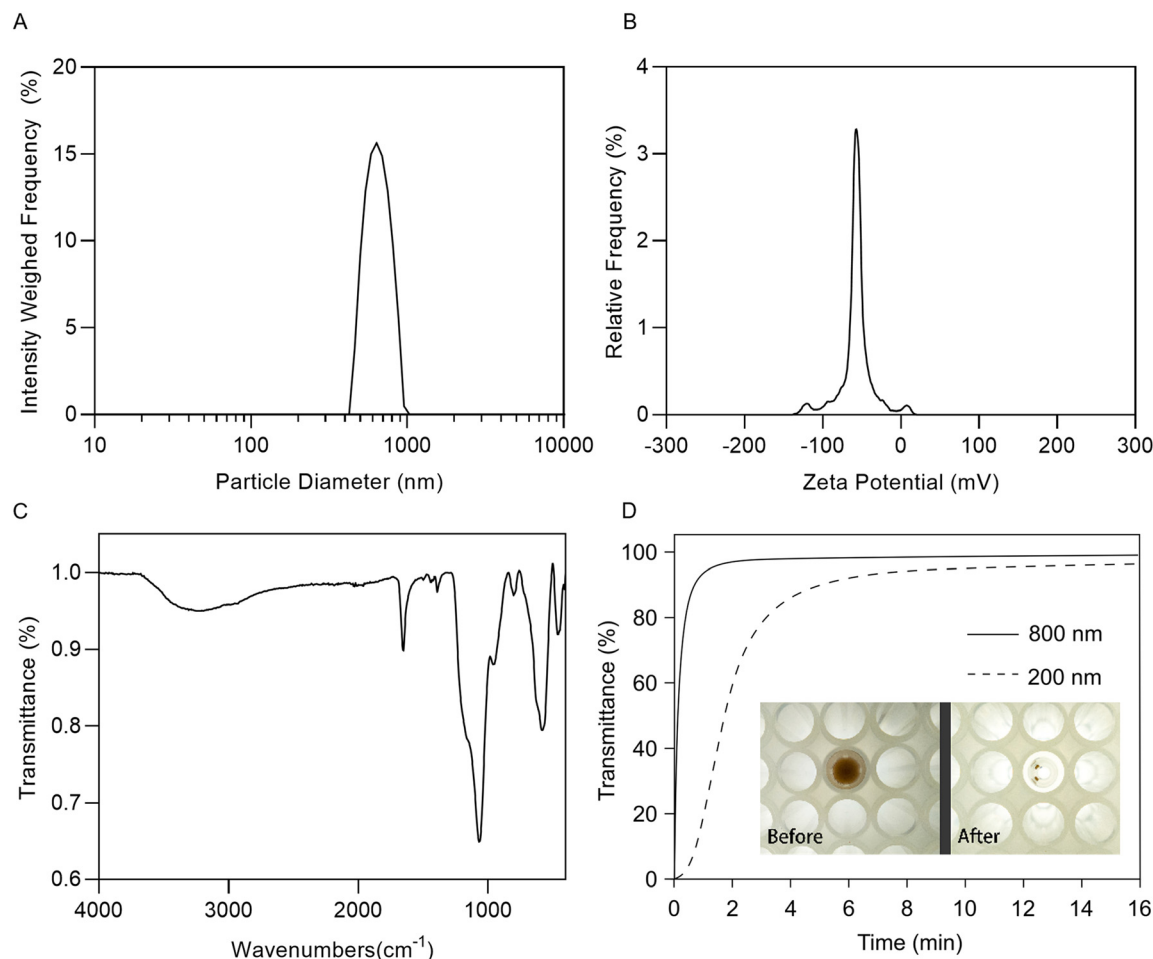 A
20
15
10
5
0
Intensity Weighed Frequency (%)
10 100 1000 10000
Particle Diameter (nm)
B
4
3
2
1
0
Relative Frequency (%)
-300 -200 -100 0 100 200 300
Zeta Potential (mV)
C
1.0
0.9
0.8
0.7
0.6
Transmittance (%)
4000 3000 2000 1000
Wavenumbers(cm-1)
D
100
80
60
40
20
0
Transmittance (%)
800 nm
200 nm
Before
After
0 2 4 6 8 10 12 14 16
Time (min)